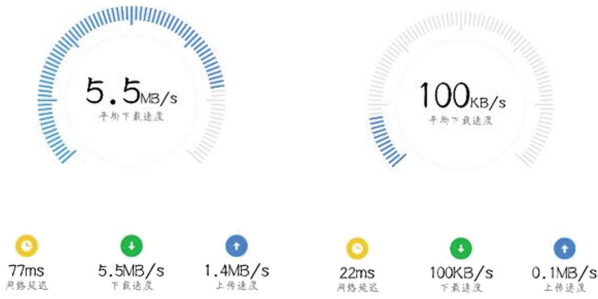 5.5MB/s
平均下载速度
77ms
网络延迟
5.5MB/s
下载速度
1.4MB/s
上传速度
100KB/s
平均下载速度
22ms
网络延迟
100KB/s
下载速度
0.1MB/s
上传速度